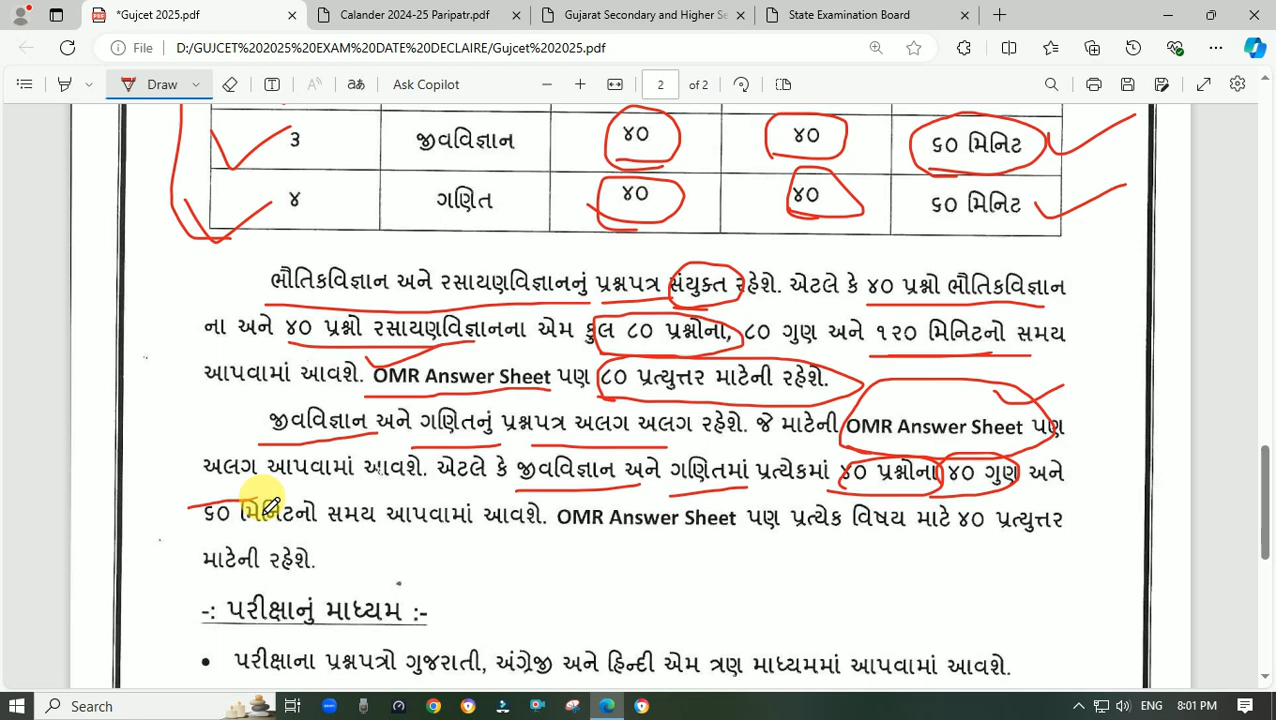 *Gujcet 2025.pdf
Calander 2024-25 Paripatr.pdf
Gujarat Secondary and Higher Se
State Examination Board
File
D:/GUJCET%202025%20EXAM%20DATE%20DECLAIRE/Gujcet%202025.pdf
Draw
aあ
Ask Copilot
2 of 2
૩ જીવવિજ્ઞાન ૪૦ ૪૦ ૬૦ મિનિટ
૪ ગણિત ૪૦ ૪૦ ૬૦ મિનિટ
ભૌતિકવિજ્ઞાન અને રસાયણવિજ્ઞાનનું પ્રશ્નપત્ર સંયુક્ત રહેશે. એટલે કે ૪૦ પ્રશ્નો ભૌતિકવિજ્ઞાન
ના અને ૪૦ પ્રશ્નો રસાયણવિજ્ઞાનના એમ કુલ ૮૦ પ્રશ્નોના, ૮૦ ગુણ અને ૧૨૦ મિનિટનો સમય
આપવામાં આવશે. OMR Answer Sheet પણ ૮૦ પ્રત્યુત્તર માટેની રહેશે.
જીવવિજ્ઞાન અને ગણિતનું પ્રશ્નપત્ર અલગ અલગ રહેશે. જે માટેની OMR Answer Sheet પણ
અલગ આપવામાં આવશે. એટલે કે જીવવિજ્ઞાન અને ગણિતમાં પ્રત્યેકમાં ૪૦ પ્રશ્નોના ૪૦ ગુણ અને
૬૦ મિનિટનો સમય આપવામાં આવશે. OMR Answer Sheet પણ પ્રત્યેક વિષય માટે ૪૦ પ્રત્યુત્તર
માટેની રહેશે.
-: પરીક્ષાનું માધ્યમ :-
• પરીક્ષાના પ્રશ્નપત્રો ગુજરાતી, અંગ્રેજી અને હિન્દી એમ ત્રણ માધ્યમમાં આપવામાં આવશે.
Search
ENG
8:01 PM